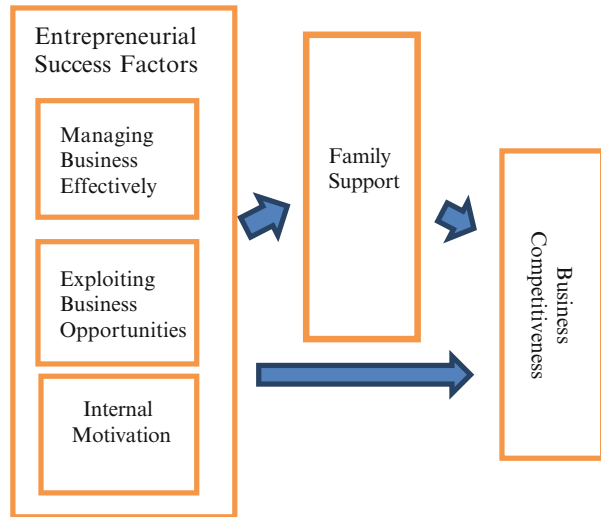 Entrepreneurial
Success Factors
Managing
Business
Effectively
Exploiting
Business
Opportunities
Internal
Motivation
Family
Support
Business
Competitiveness